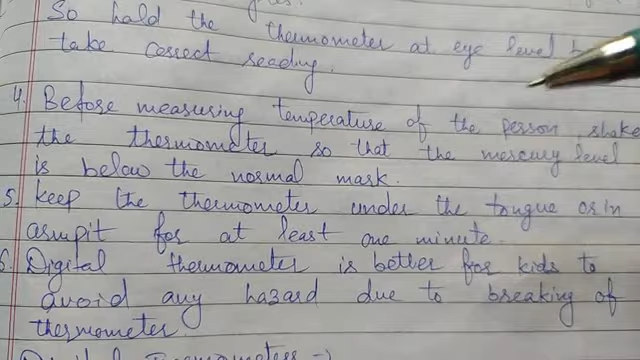 So hold the thermometer at eye level
take correct reading.
4. Before measuring temperature of the person, shake
the thermometer so that the mercury level
is below the normal mark.
5. keep the thermometer under the tongue or in
armpit for at least one minute.
6. Digital thermometer is better for kids to
avoid any hazard due to breaking of
thermometer.